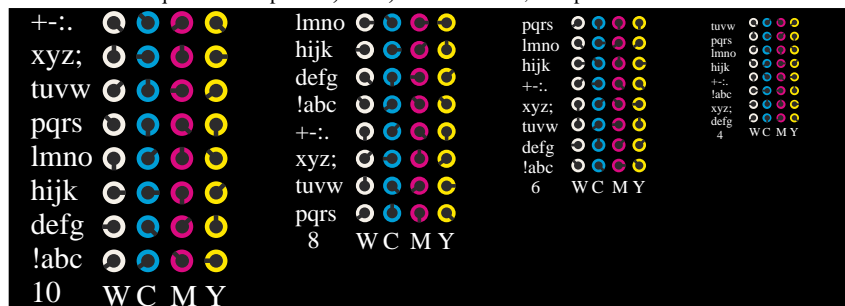 +-:.
xyz;
tuvw
pqrs
lmno
hijk
defg
!abc
10 W C M Y
lmno
hijk
defg
!abc
+-:.
xyz;
tuvw
pqrs
8 W C M Y
pqrs
lmno
hijk
+-:.
xyz;
tuvw
defg
!abc
6 W C M Y
tuvw
pqrs
lmno
hijk
+-:.
!abc
xyz;
defg
4 W C M Y